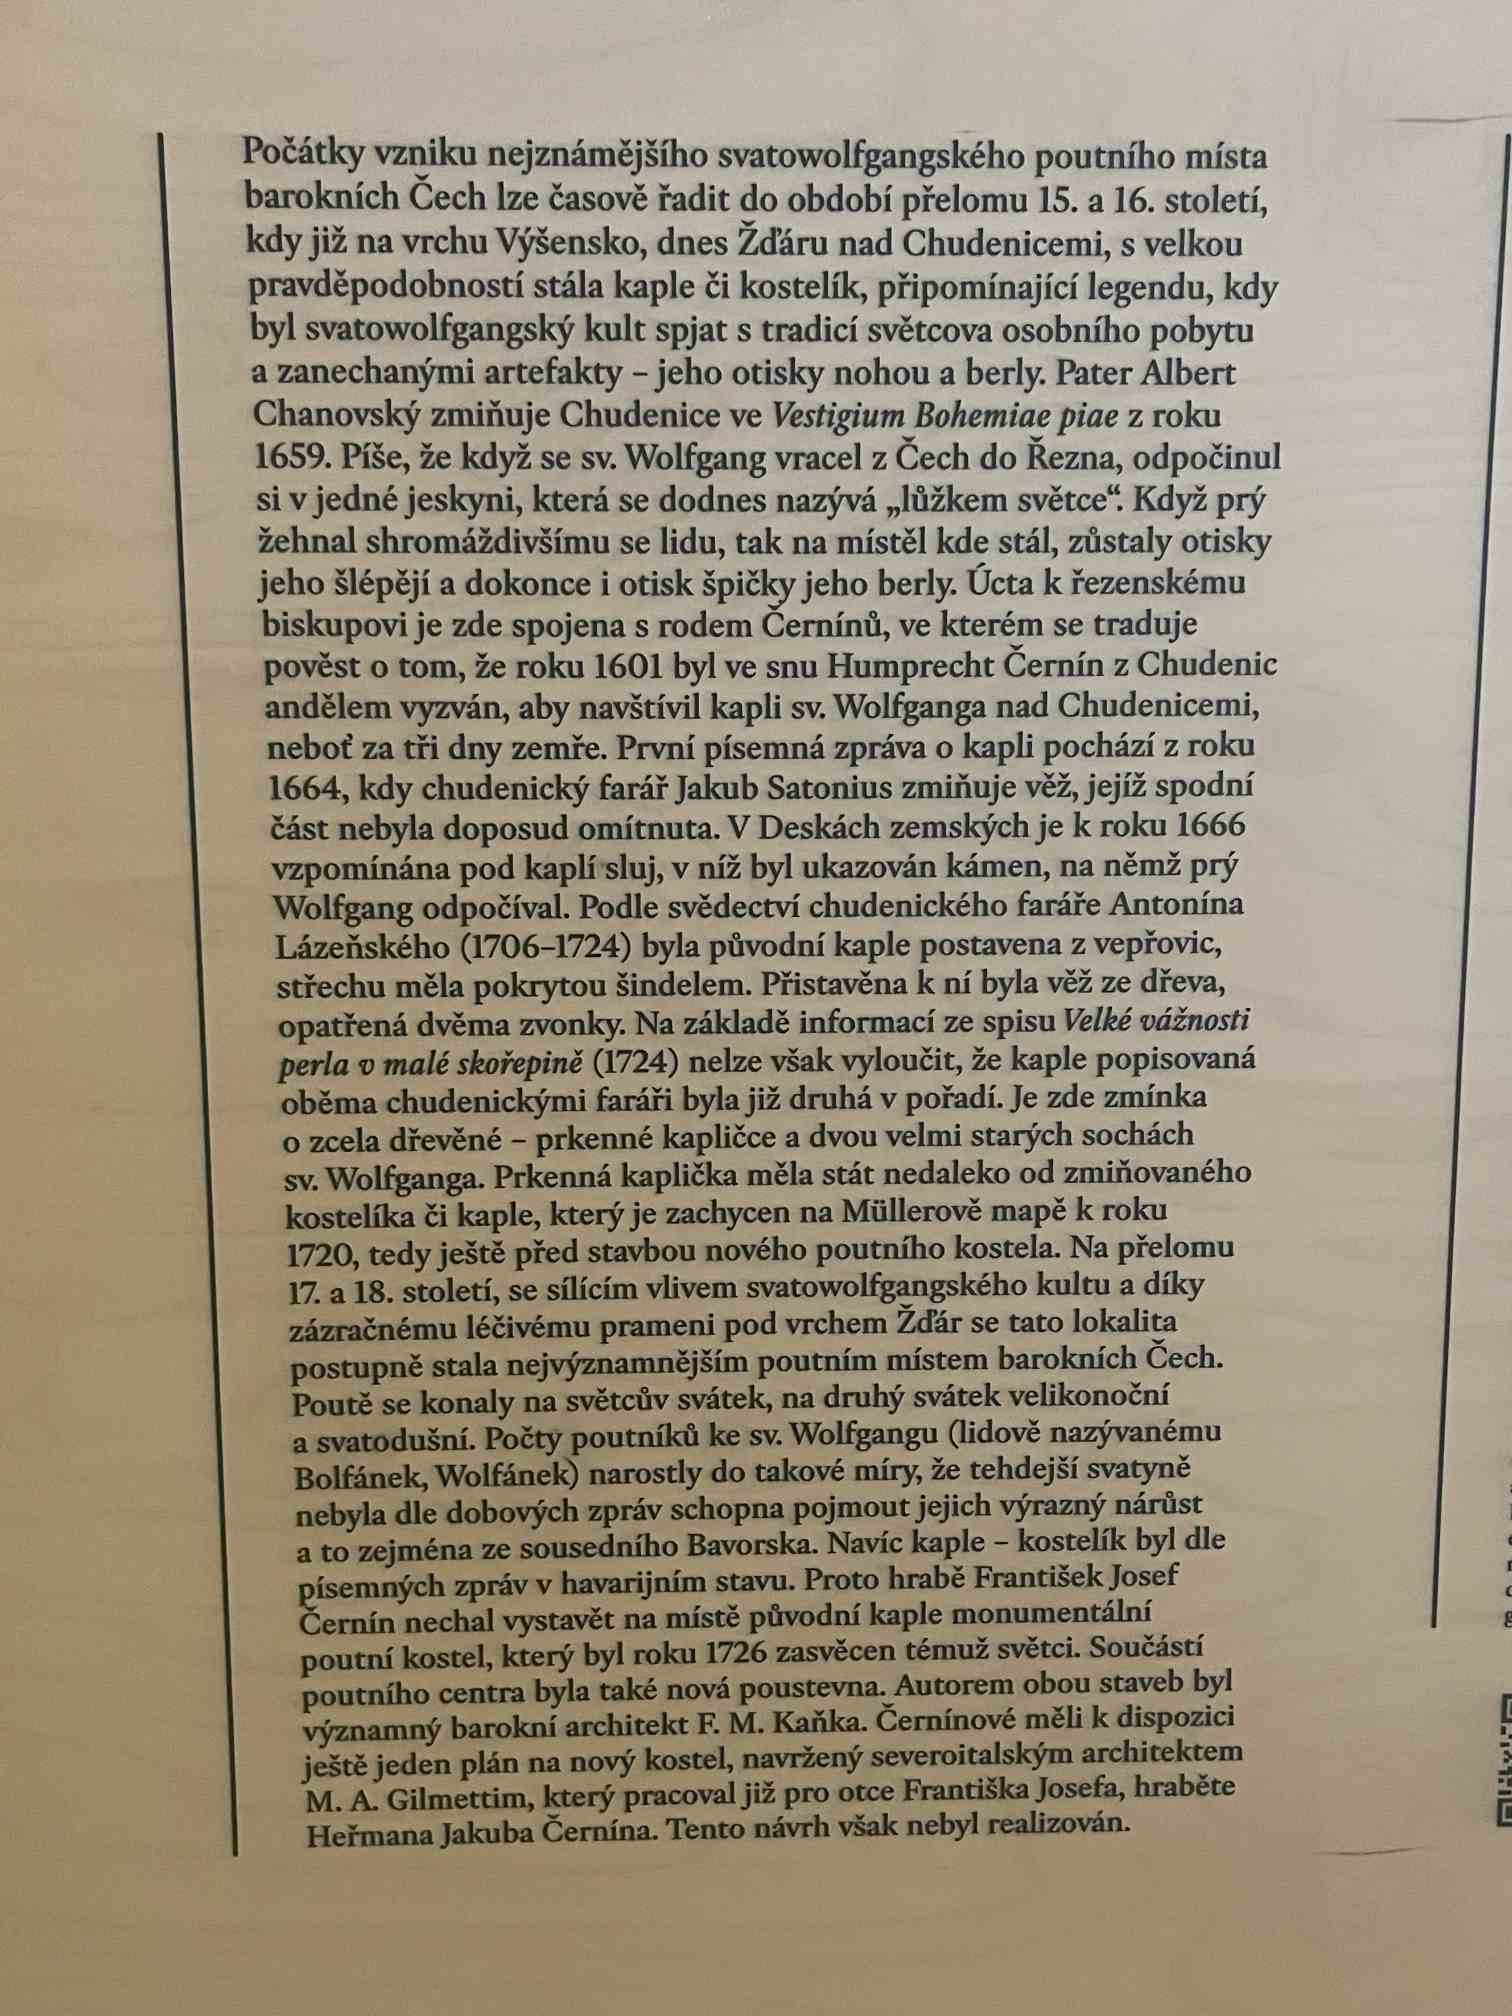 Počátky vzniku nejznámějšího svatowolfgangského poutního místa
barokních Čech lze časově řadit do období přelomu 15. a 16. století,
kdy již na vrchu Výšensko, dnes Žďáru nad Chudenicemi, s velkou
pravděpodobností stála kaple či kostelík, připomínající legendu, kdy
byl svatowolfgangský kult spjat s tradicí světcova osobního pobytu
a zanechanými artefakty – jeho otisky nohou a berly. Pater Albert
Chanovský zmiňuje Chudenice ve Vestigium Bohemiae piae z roku
1659. Píše, že když se sv. Wolfgang vracel z Čech do Řezna, odpočinul
si v jedné jeskyni, která se dodnes nazývá „lůžkem světce“. Když prý
žehnal shromáždivšímu se lidu, tak na místěl kde stál, zůstaly otisky
jeho šlépějí a dokonce i otisk špičky jeho berly. Úcta k řezenskému
biskupovi je zde spojena s rodem Černínů, ve kterém se traduje
pověst o tom, že roku 1601 byl ve snu Humprecht Černín z Chudenic
andělem vyzván, aby navštívil kapli sv. Wolfganga nad Chudenicemi,
neboť za tři dny zemře. První písemná zpráva o kapli pochází z roku
1664, kdy chudenický farář Jakub Satonius zmiňuje věž, jejíž spodní
část nebyla doposud omítnuta. V Deskách zemských je k roku 1666
vzpomínána pod kaplí sluj, v níž byl ukazován kámen, na němž prý
Wolfgang odpočíval. Podle svědectví chudenického faráře Antonína
Lázeňského (1706–1724) byla původní kaple postavena z vepřovic,
střechu měla pokrytou šindelem. Přistavěna k ní byla věž ze dřeva,
opatřená dvěma zvonky. Na základě informací ze spisu Velké vážnosti
perla v malé skořepině (1724) nelze však vyloučit, že kaple popisovaná
oběma chudenickými faráři byla již druhá v pořadí. Je zde zmínka
o zcela dřevěné – prkenné kapličce a dvou velmi starých sochách
sv. Wolfganga. Prkenná kaplička měla stát nedaleko od zmiňovaného
kostelíka či kaple, který je zachycen na Müllerově mapě k roku
1720, tedy ještě před stavbou nového poutního kostela. Na přelomu
17. a 18. století, se sílícím vlivem svatowolfgangského kultu a díky
zázračnému léčivému prameni pod vrchem Žďár se tato lokalita
postupně stala nejvýznamnějším poutním místem barokních Čech.
Poutě se konaly na světcův svátek, na druhý svátek velikonoční
a svatodušní. Počty poutníků ke sv. Wolfgangu (lidově nazývanému
Bolfánek, Wolfánek) narostly do takové míry, že tehdejší svatyně
nebyla dle dobových zpráv schopna pojmout jejich výrazný nárůst
a to zejména ze sousedního Bavorska. Navíc kaple – kostelík byl dle
písemných zpráv v havarijním stavu. Proto hrabě František Josef
Černín nechal vystavět na místě původní kaple monumentální
poutní kostel, který byl roku 1726 zasvěcen témuž světci. Součástí
poutního centra byla také nová poustevna. Autorem obou staveb byl
významný barokní architekt F. M. Kaňka. Černínové měli k dispozici
ještě jeden plán na nový kostel, navržený severoitalským architektem
M. A. Gilmettim, který pracoval již pro otce Františka Josefa, hraběte
Heřmana Jakuba Černína. Tento návrh však nebyl realizován.